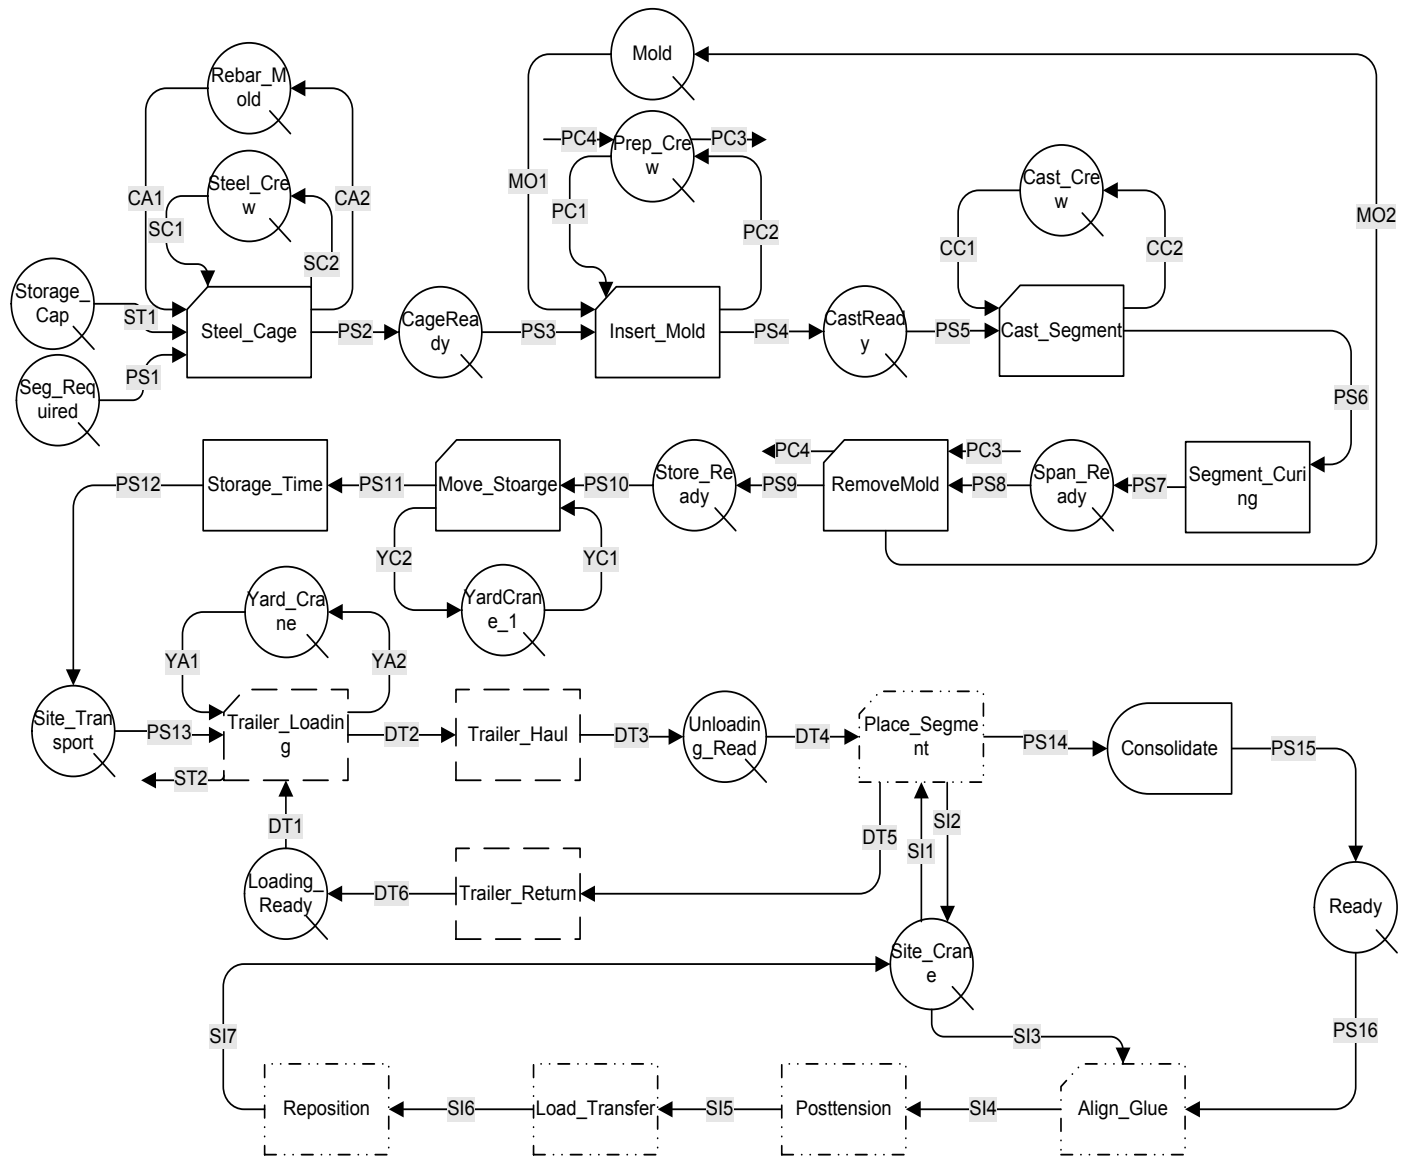 Mold
Rebar_M
old
PC4
Prep_Cre
w
PC3
Steel_Cre
w
Cast_Cre
w
CA1
SC1
CA2
SC2
MO1
PC1
PC2
CC1
CC2
MO2
Storage_
Cap
ST1
Steel_Cage
PS2
CageRea
dy
PS3
Insert_Mold
PS4
CastRead
y
PS5
Cast_Segment
Seg_Req
uired
PS1
PS6
PS12
Storage_Time
PS11
Move_Stoarge
PS10
Store_Re
ady
PS9
PC4
RemoveMold
PC3
PS8
Span_Re
ady
PS7
Segment_Curi
ng
YC2
YC1
Yard_Cra
ne
YardCran
e_1
YA1
YA2
Site_Tran
sport
PS13
Trailer_Loadin
g
DT2
Trailer_Haul
DT3
Unloadin
g_Read
DT4
Place_Segme
nt
PS14
Consolidate
PS15
ST2
DT1
DT5
SI1
SI2
Loading_
Ready
DT6
Trailer_Return
Ready
Site_Cran
e
SI7
SI3
PS16
Reposition
SI6
Load_Transfer
SI5
Posttension
SI4
Align_Glue